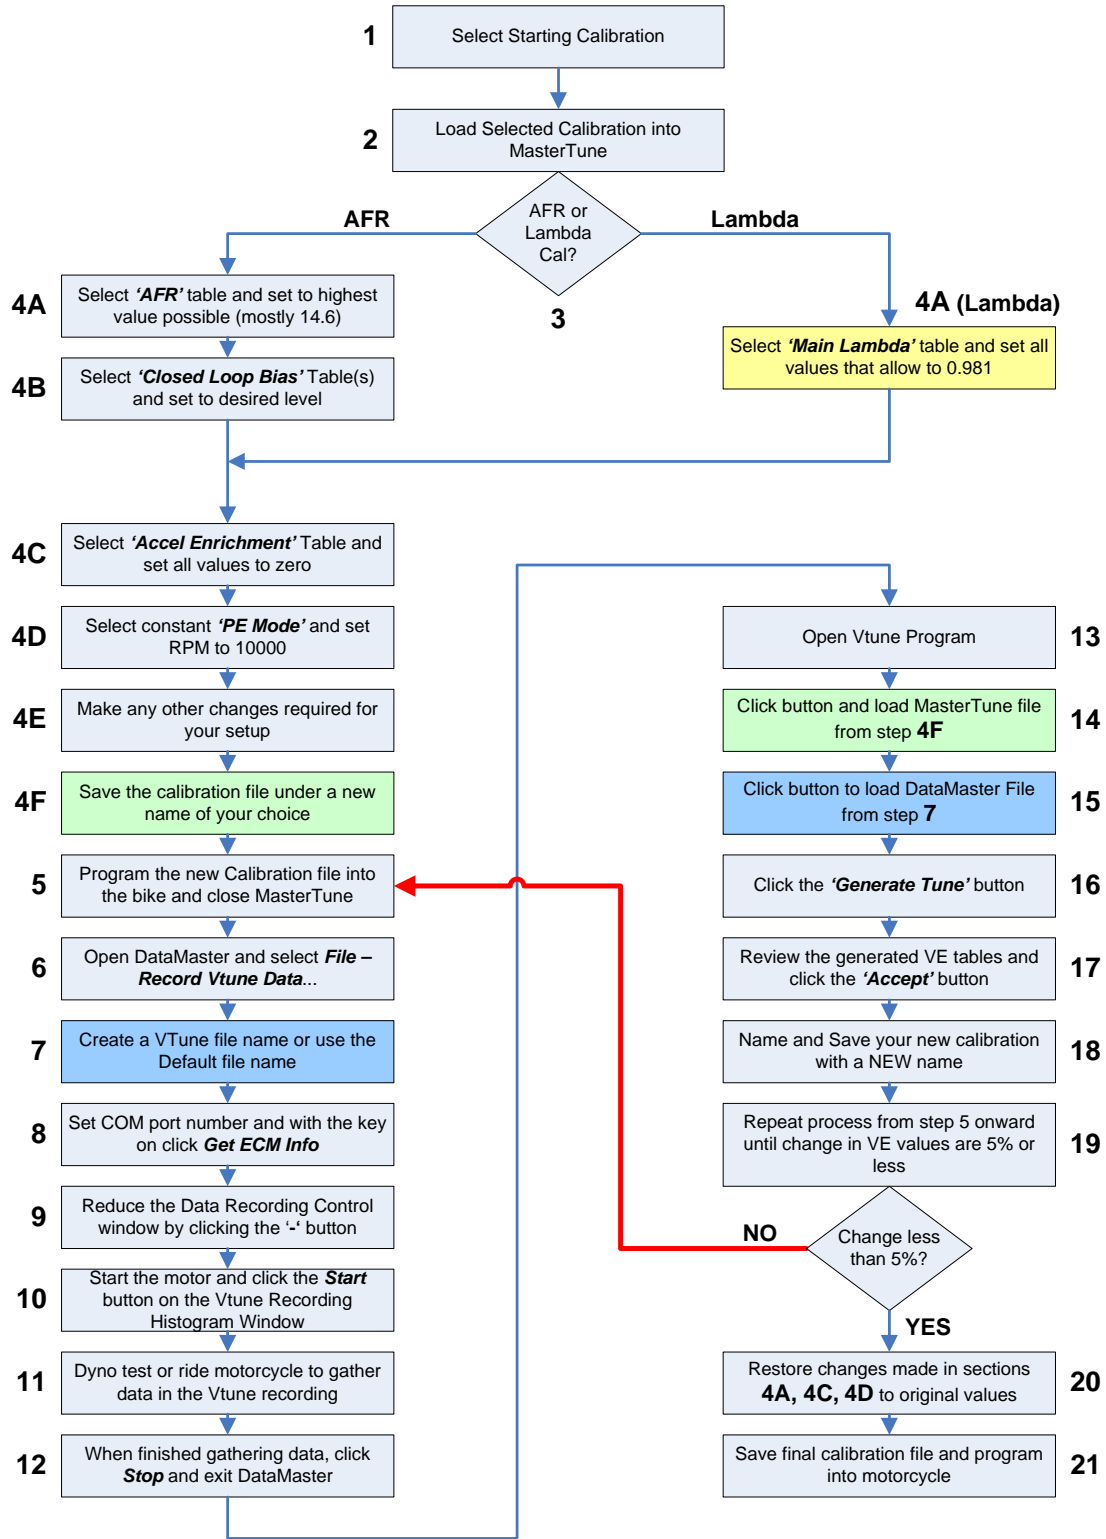 1
Select Starting Calibration
2
Load Selected Calibration into
MasterTune
AFR
AFR or
Lambda
Cal?
Lambda
3
4A
Select ‘AFR’ table and set to highest
value possible (mostly 14.6)
4B
Select ‘Closed Loop Bias’ Table(s)
and set to desired level
4A (Lambda)
Select ‘Main Lambda’ table and set all
values that allow to 0.981
4C
Select ‘Accel Enrichment’ Table and
set all values to zero
4D
Select constant ‘PE Mode’ and set
RPM to 10000
4E
Make any other changes required for
your setup
4F
Save the calibration file under a new
name of your choice
5
Program the new Calibration file into
the bike and close MasterTune
6
Open DataMaster and select File –
Record Vtune Data...
7
Create a VTune file name or use the
Default file name
8
Set COM port number and with the key
on click Get ECM Info
9
Reduce the Data Recording Control
window by clicking the ‘-‘ button
10
Start the motor and click the Start
button on the Vtune Recording
Histogram Window
11
Dyno test or ride motorcycle to gather
data in the Vtune recording
12
When finished gathering data, click
Stop and exit DataMaster
Open Vtune Program
13
Click button and load MasterTune file
from step 4F
14
Click button to load DataMaster File
from step 7
15
Click the ‘Generate Tune’ button
16
Review the generated VE tables and
click the ‘Accept’ button
17
Name and Save your new calibration
with a NEW name
18
Repeat process from step 5 onward
until change in VE values are 5% or
less
19
NO
Change less
than 5%?
YES
Restore changes made in sections
4A, 4C, 4D to original values
20
Save final calibration file and program
into motorcycle
21